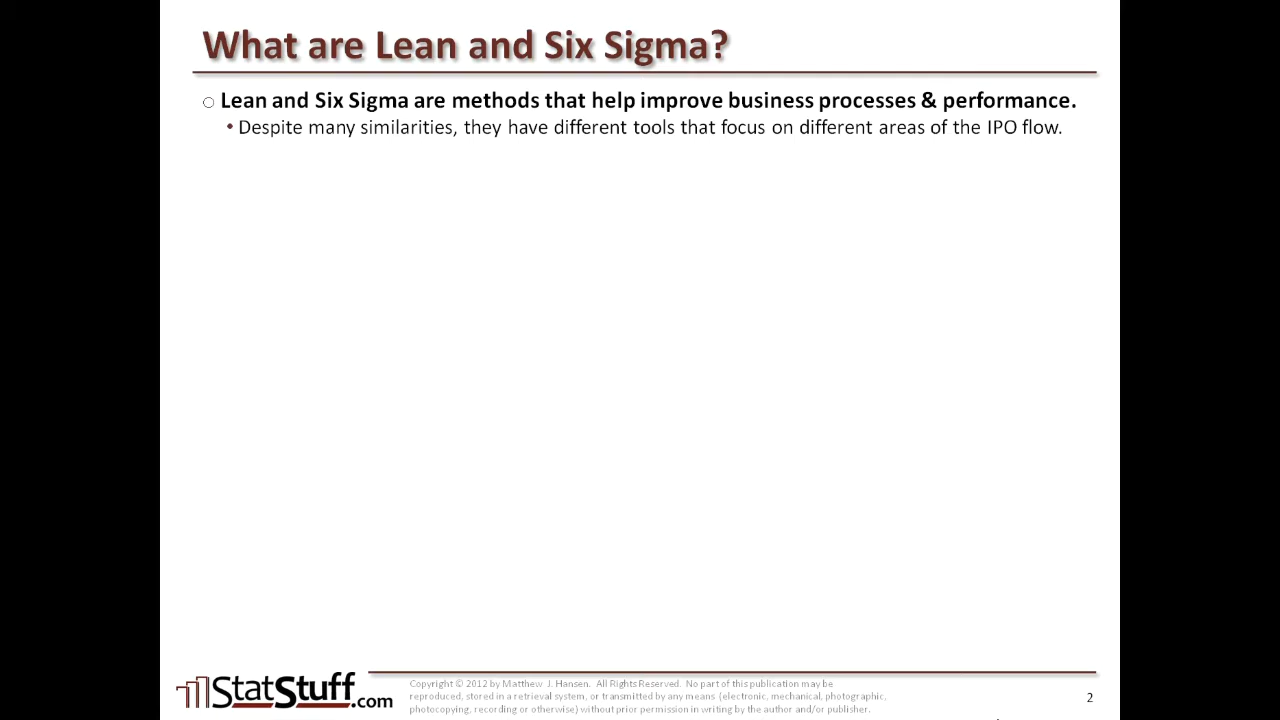 What are Lean and Six Sigma?
Lean and Six Sigma are methods that help improve business processes & performance.
Despite many similarities, they have different tools that focus on different areas of the IPO flow.
StatStuff.com
Copyright © 2012 by Matthew J. Hansen. All Rights Reserved. No part of this publication may be
reproduced, stored in a retrieval system, or transmitted by any means (electronic, mechanical, photographic,
photocopying, recording or otherwise) without prior permission in writing by the author and/or publisher.
2